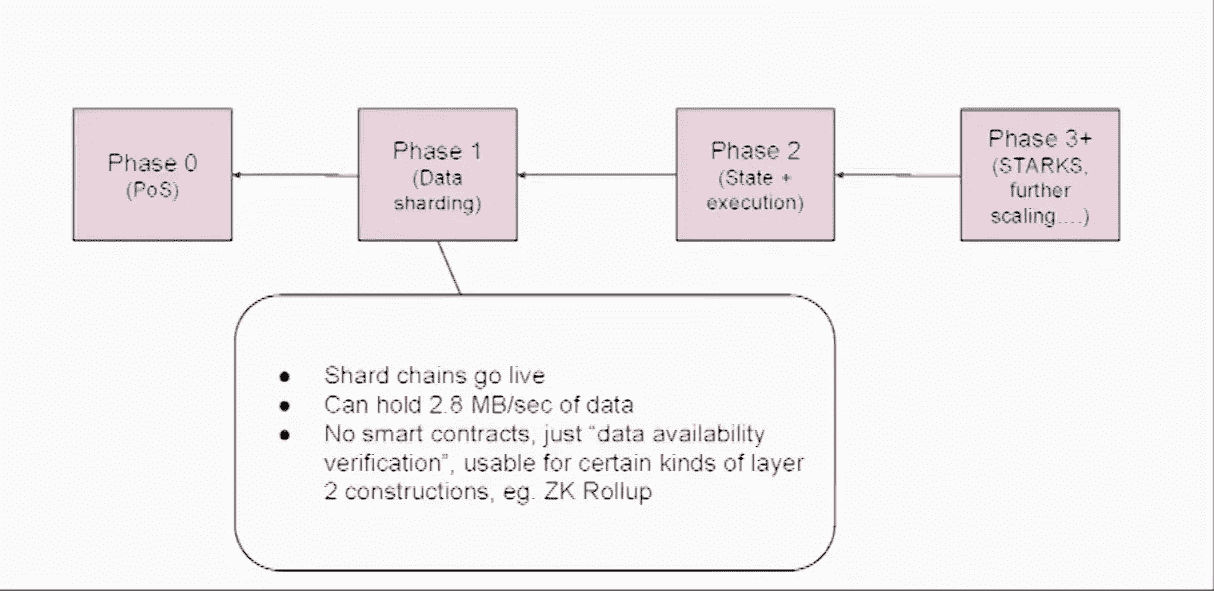 Phase 0
(PoS)
Phase 1
(Data
sharding)
Phase 2
(State +
execution)
Phase 3+
(STARKS,
further
scaling....)
● Shard chains go live
● Can hold 2.8 MB/sec of data
● No smart contracts, just “data availability
verification”, usable for certain kinds of layer
2 constructions, eg. ZK Rollup